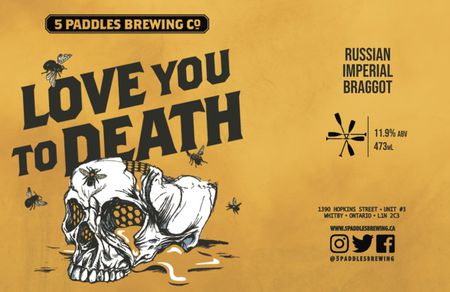 5 PADDLES BREWING CO
LOVE YOU
TO DEATH
RUSSIAN
IMPERIAL
BRAGGOT
11.9% ABV
473mL
1390 HOPKINS STREET • UNIT #3
WHITBY • ONTARIO • L1N 2C3
WWW.5PADDLESBREWING.CA
@5PADDLESBREWING